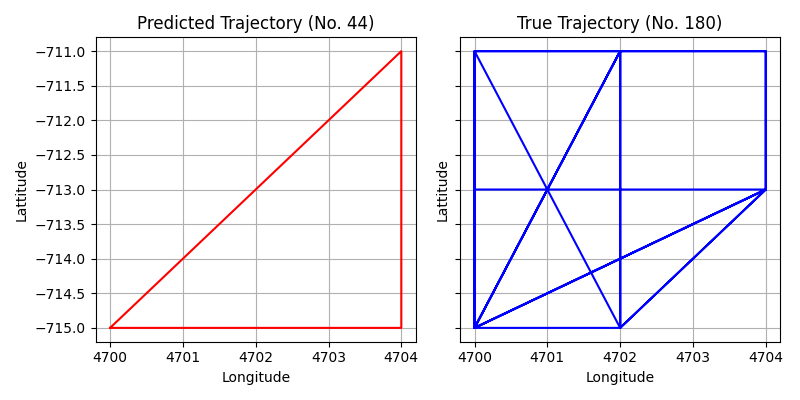 Predicted Trajectory (No. 44)
True Trajectory (No. 180)
−711.0
−711.5
−712.0
−712.5
−713.0
−713.5
−714.0
−714.5
−715.0
Lattitude
Lattitude
4700 4701 4702 4703 4704
4700 4701 4702 4703 4704
Longitude
Longitude